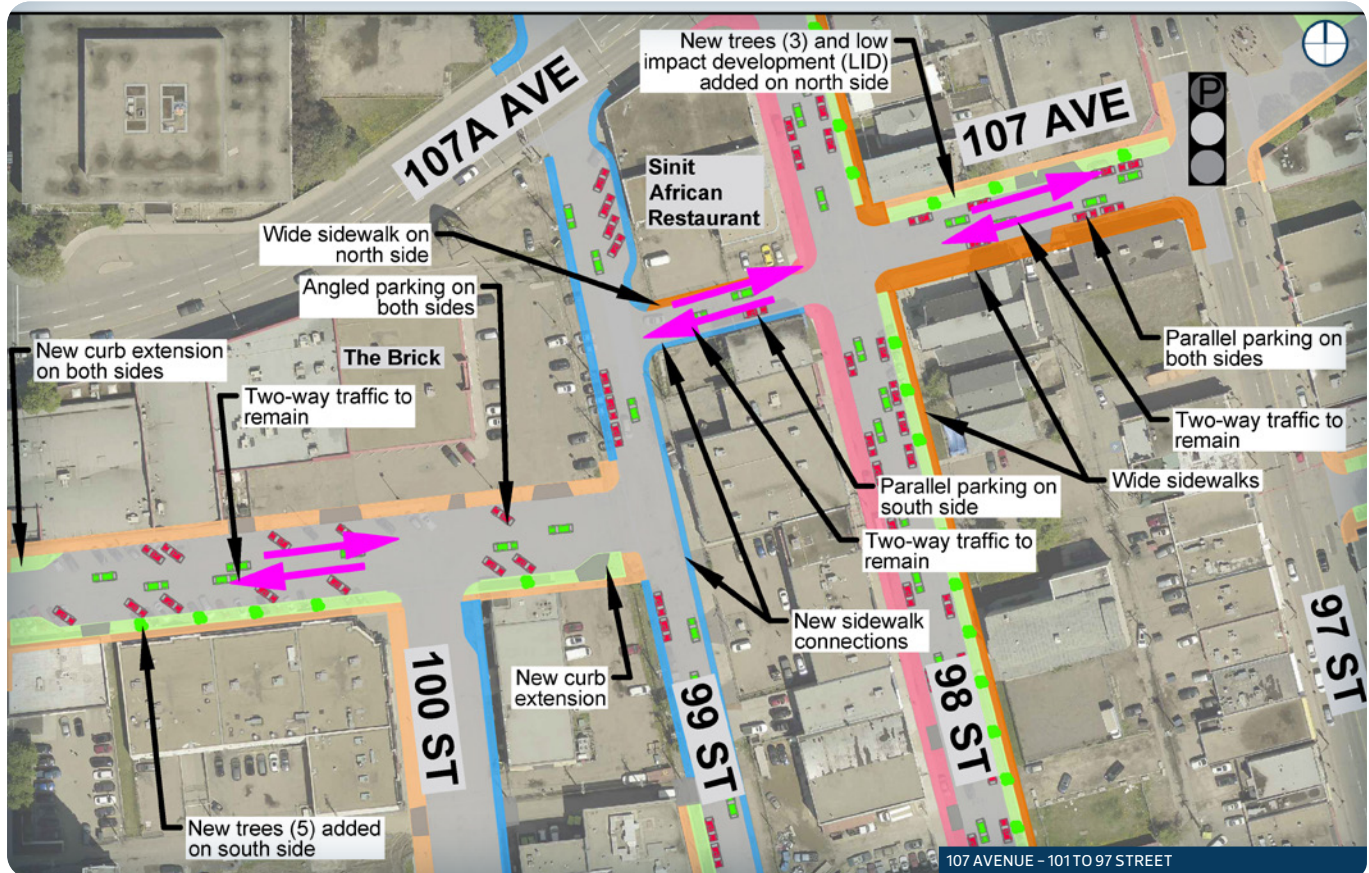 New trees (3) and low
impact development (LID)
added on north side
107A AVE
107 AVE
P
Sinit
African
Restaurant
Wide sidewalk on
north side
Angled parking on
both sides
New curb extension
on both sides
The Brick
Two-way traffic to
remain
Parallel parking on
both sides
Two-way traffic to
remain
Wide sidewalks
Parallel parking on
south side
Two-way traffic to
remain
New sidewalk
connections
New curb
extension
100 ST
99 ST
98 ST
97 ST
New trees (5) added
on south side
107 AVENUE – 101 TO 97 STREET